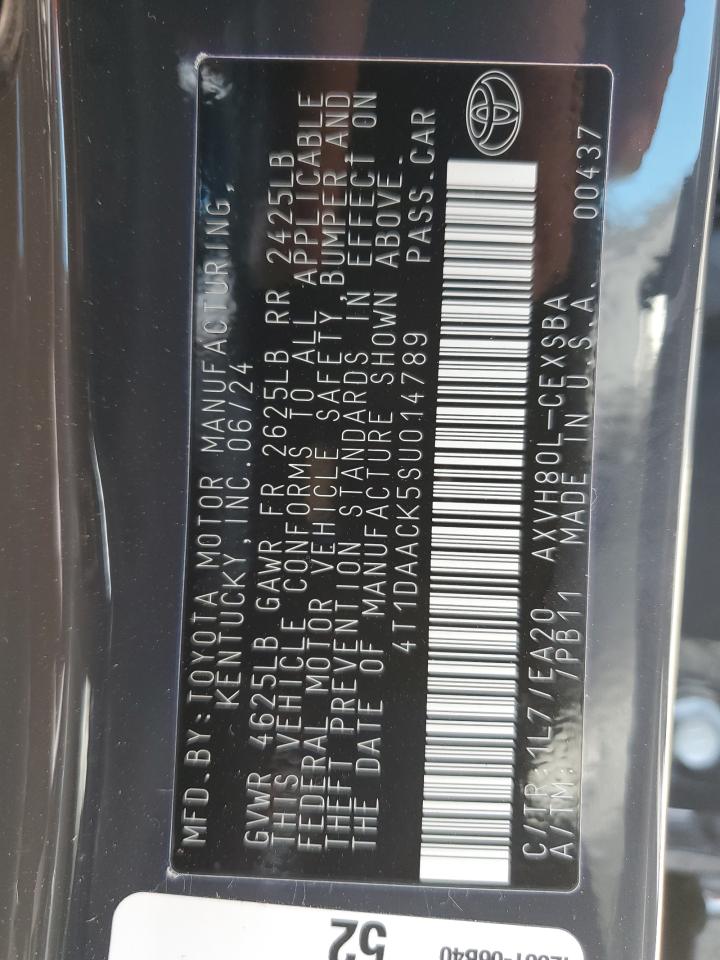 MFD.BY:TOYOTA MOTOR MANUFACTURING,
KENTUCKY,INC.06/24
GVWR 4625LB GAWR FR 2625LB RR 2425LB
THIS VEHICLE CONFORMS TO ALL APPLICABLE
FEDERAL MOTOR VEHICLE SAFETY,BUMPER AND
THEFT PREVENTION STANDARDS IN EFFECT ON
THE DATE OF MANUFACTURE SHOWN ABOVE.
4T1DAACK5SU014789 PASS.CAR
C/TR:1L7/EA20 AXVH80L-CEXSBA
A/TM: /PB11 MADE IN U.S.A. 00437
52